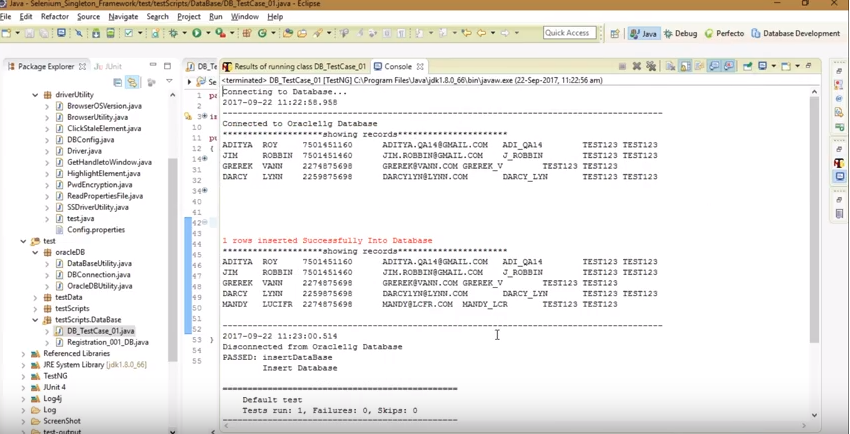 Java - Selenium_Singleton_Framework/test/testScripts/DataBase/DB_TestCase_01.java - Eclipse
File Edit Source Refactor Navigate Search Project Run Window Help
Quick Access
Java
Debug
Perfecto
Database Development
Package Explorer
JUnit
driverUtility
BrowserOSVersion.java
BrowserUtility.java
ClickStaleElement.java
DBConfig.java
Driver.java
GetHandletoWindow.java
HighlightElement.java
PwdEncryption.java
ReadPropertiesFile.java
SSDriverUtility.java
test.java
Config.properties
test
oracleDB
DataBaseUtility.java
DBConnection.java
OracleDBUtility.java
testData
testScripts
testScripts.DataBase
DB_TestCase_01.java
Registration_001_DB.java
Referenced Libraries
JRE System Library [jdk1.8.0_66]
TestNG
JUnit 4
Log4j
Log
ScreenShot
test-output
DB_Te
Se
1 pa
2
3 im
10
11 pu
12 {
14
31
32
34
39
40
41
42
43
44
45
46
47
48
49
50
51
52
53 }
54
55
Results of running class DB_TestCase_01
Console
<terminated> DB_TestCase_01 [TestNG] C:\Program Files\Java\jdk1.8.0_66\bin\javaw.exe (22-Sep-2017, 11:22:56 am)
Connecting to Database...
2017-09-22 11:22:58.958
Connected to Oracle11g Database
*********************showing records***********************
ADITYA ROY 7501451160 ADITYA.QA14@GMAIL.COM ADI_QA14 TEST123 TEST123
JIM ROBBIN 7501451460 JIM.ROBBIN@GMAIL.COM J_ROBBIN TEST123 TEST123
GREREK VANN 2274875698 GREREK@VANN.COM GREREK_V TEST123 TEST123
DARCY LYNN 2259875698 DARCY1YN@LYNN.COM DARCY_LYN TEST123 TEST123
1 rows inserted Successfully Into Database
*********************showing records***********************
ADITYA ROY 7501451160 ADITYA.QA14@GMAIL.COM ADI_QA14 TEST123 TEST123
JIM ROBBIN 7501451460 JIM.ROBBIN@GMAIL.COM J_ROBBIN TEST123 TEST123
GREREK VANN 2274875698 GREREK@VANN.COM GREREK_V TEST123 TEST123
DARCY LYNN 2259875698 DARCY1YN@LYNN.COM DARCY_LYN TEST123 TEST123
MANDY LUCIFR 2274875698 MANDY@LCFR.COM MANDY_LCR TEST123 TEST123
2017-09-22 11:23:00.514
Disconnected from Oracle11g Database
PASSED: insertDataBase
Insert Database
===============================================
Default test
Tests run: 1, Failures: 0, Skips: 0
===============================================